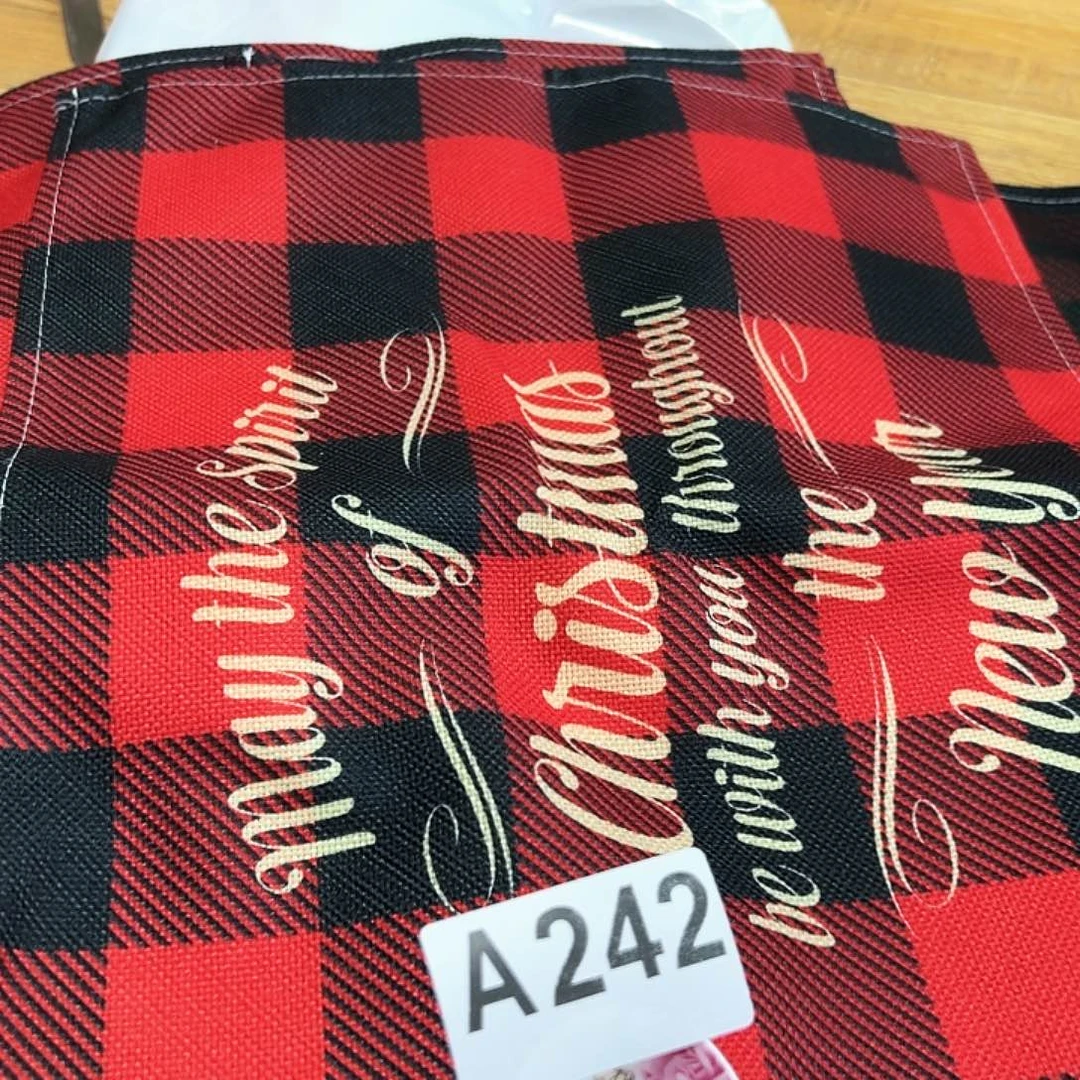 May the Spirit
of
Christmas
be with you throughout
the
New Year
A242